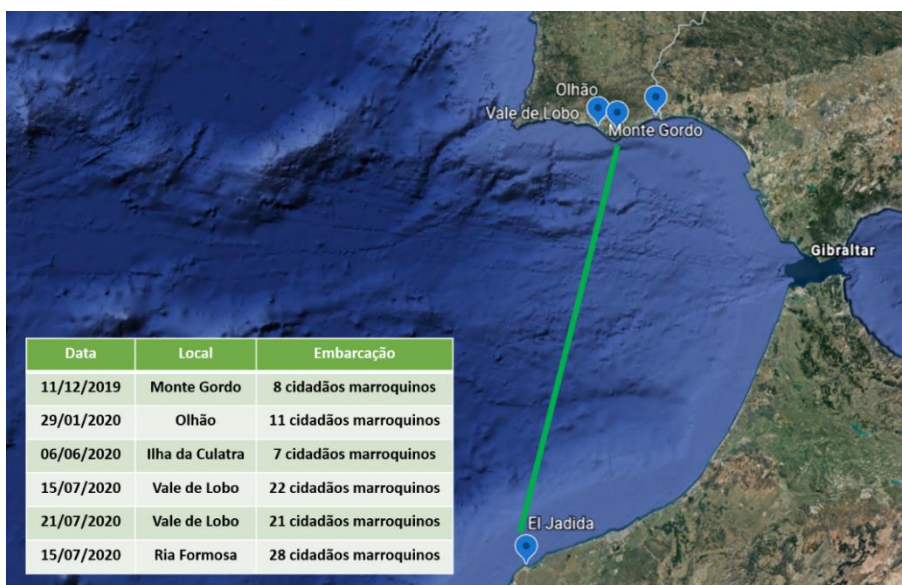 Olhão
Vale de Lobo
Monte Gordo
Gibraltar
Data Local Embarcação
11/12/2019 Monte Gordo 8 cidadãos marroquinos
29/01/2020 Olhão 11 cidadãos marroquinos
06/06/2020 Ilha da Culatra 7 cidadãos marroquinos
15/07/2020 Vale de Lobo 22 cidadãos marroquinos
21/07/2020 Vale de Lobo 21 cidadãos marroquinos
15/07/2020 Ria Formosa 28 cidadãos marroquinos
El Jadida